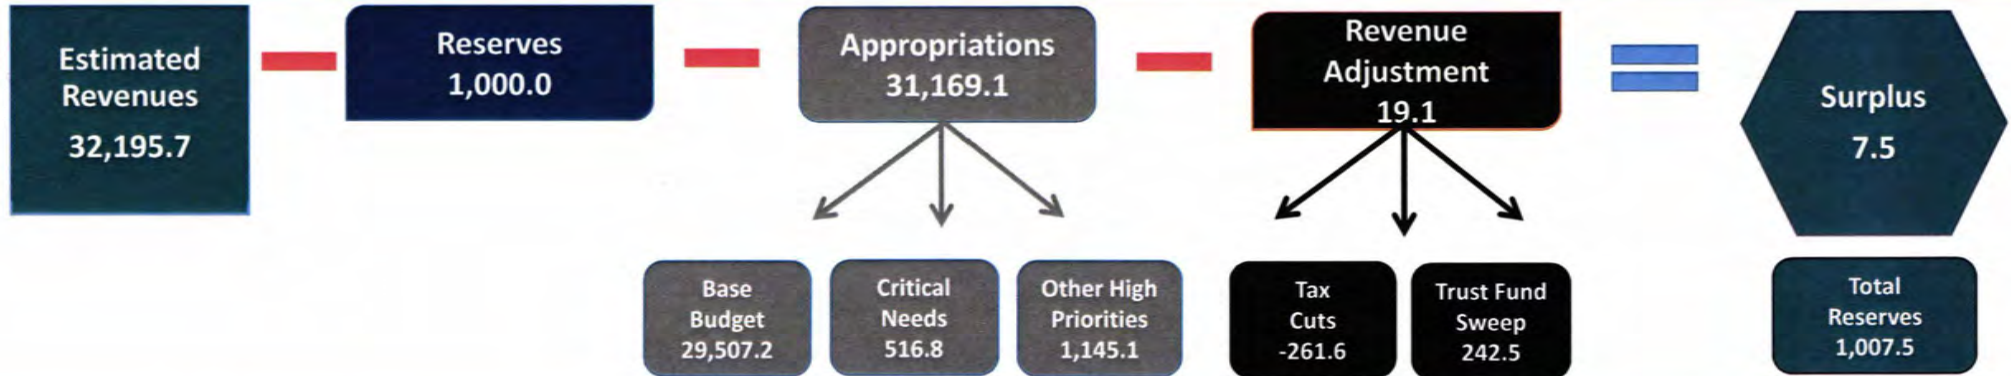 Estimated
Revenues
32,195.7
Reserves
1,000.0
Appropriations
31,169.1
Revenue
Adjustment
19.1
Surplus
7.5
Base
Budget
29,507.2
Critical
Needs
516.8
Other High
Priorities
1,145.1
Tax
Cuts
-261.6
Trust Fund
Sweep
242.5
Total
Reserves
1,007.5